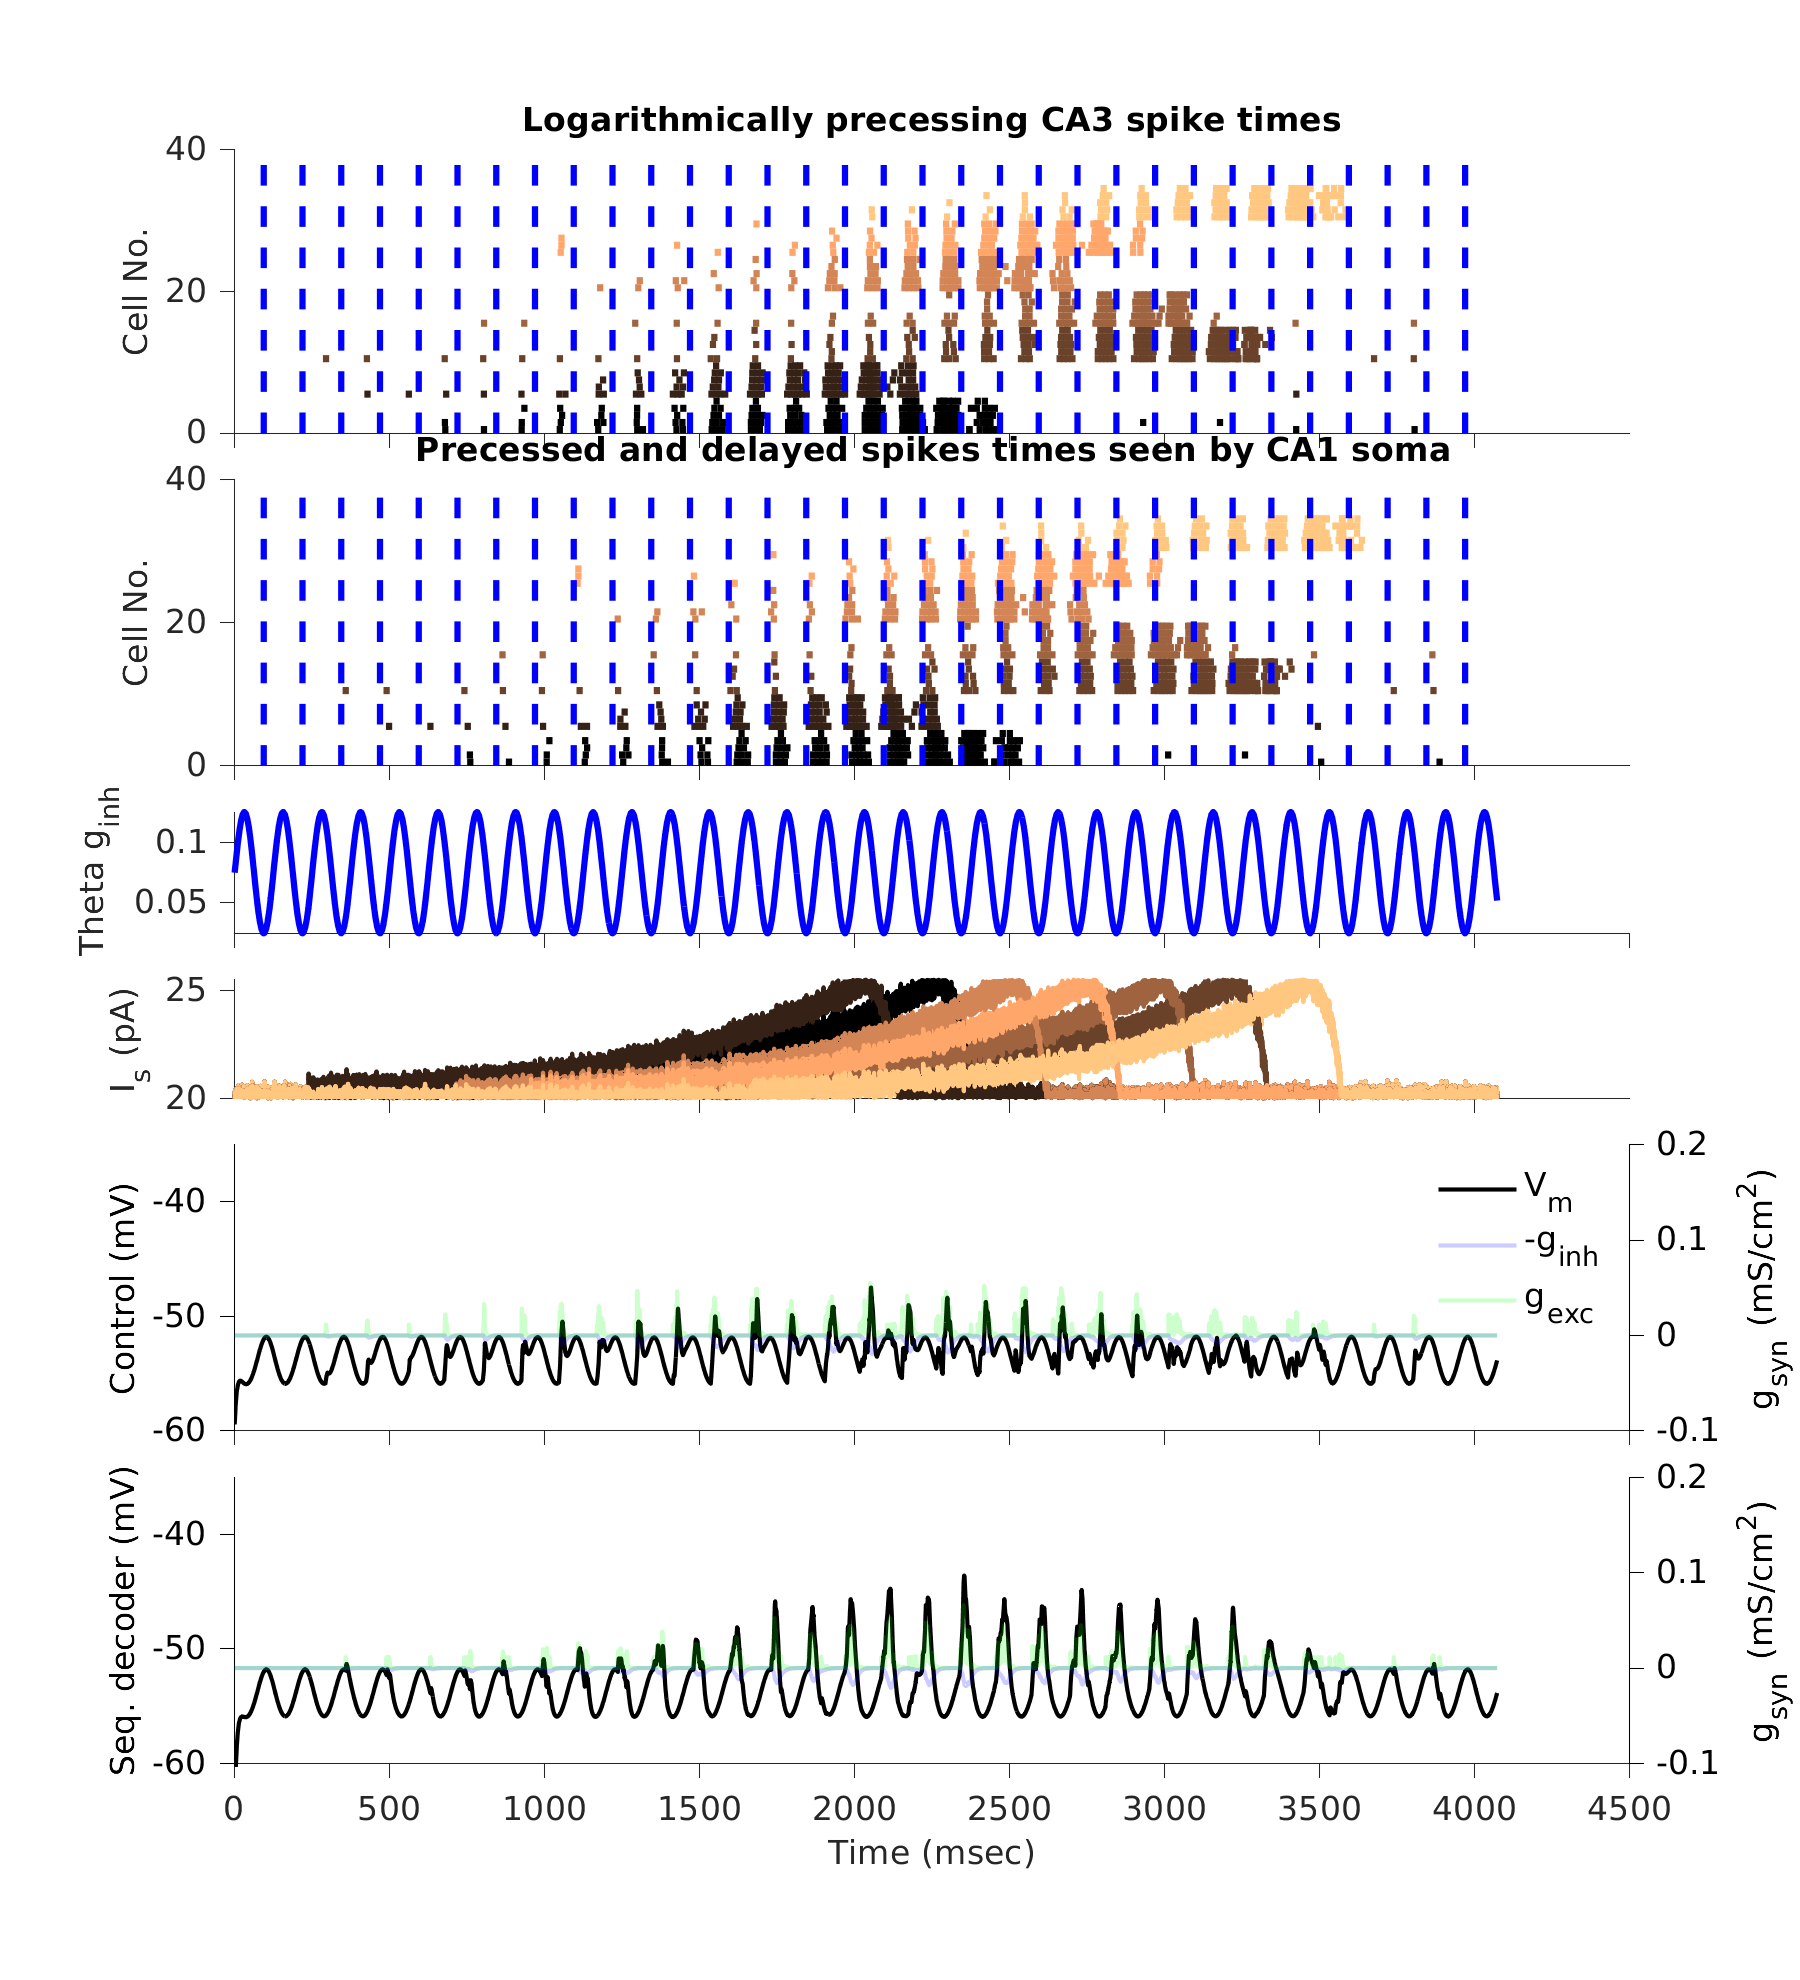 Logarithmically precessing CA3 spike times
40
20
0
Cell No.
Precessed and delayed spikes times seen by CA1 soma
40
20
0
Cell No.
0.1
0.05
Theta g_inh
25
20
I_s (pA)
-40
-50
-60
Control (mV)
V_m
-g_inh
g_exc
0.2
0.1
0
-0.1
g_syn (mS/cm^2)
-40
-50
-60
Seq. decoder (mV)
0.2
0.1
0
-0.1
g_syn (mS/cm^2)
0 500 1000 1500 2000 2500 3000 3500 4000 4500
Time (msec)